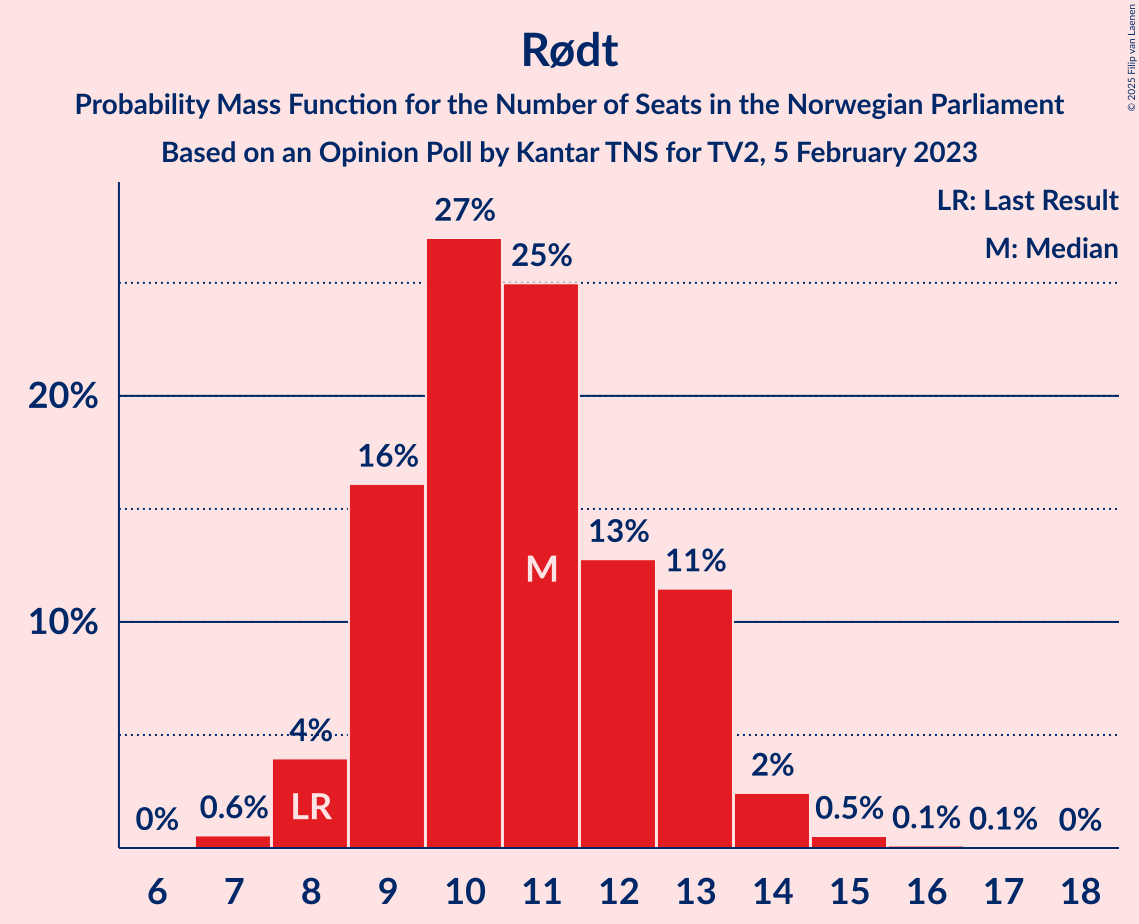 Rødt
Probability Mass Function for the Number of Seats in the Norwegian Parliament
Based on an Opinion Poll by Kantar TNS for TV2, 5 February 2023
© 2025 Filip van Laenen
LR: Last Result
M: Median
27%
25%
20%
16%
13%
11%
M
10%
4%
2%
0%
0.6%
LR
0.5%
0.1%
0.1%
0%
6 7 8 9 10 11 12 13 14 15 16 17 18